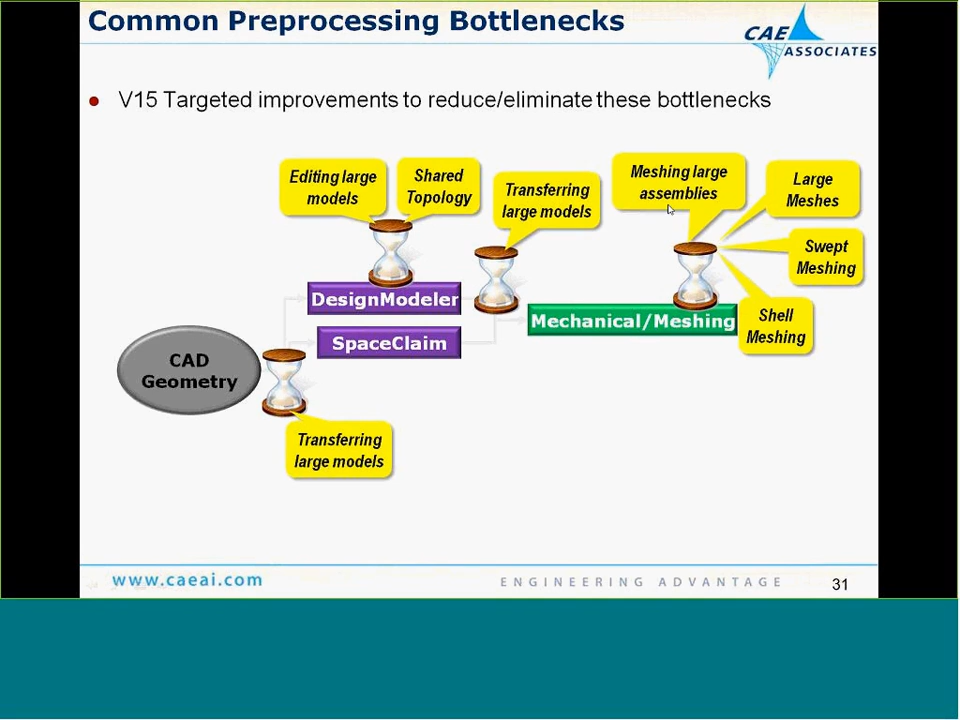 Common Preprocessing Bottlenecks
CAE
ASSOCIATES
V15 Targeted improvements to reduce/eliminate these bottlenecks
Editing large
models
Shared
Topology
Transferring
large models
Meshing large
assemblies
Large
Meshes
Swept
Meshing
Shell
Meshing
DesignModeler
SpaceClaim
Mechanical/Meshing
CAD
Geometry
Transferring
large models
www.caeai.com
ENGINEERING ADVANTAGE
31